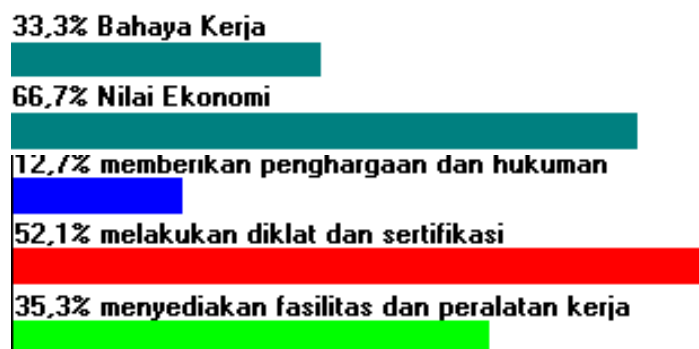 33,3% Bahaya Kerja
66,7% Nilai Ekonomi
12,7% memberikan penghargaan dan hukuman
52,1% melakukan diklat dan sertifikasi
35,3% menyediakan fasilitas dan peralatan kerja